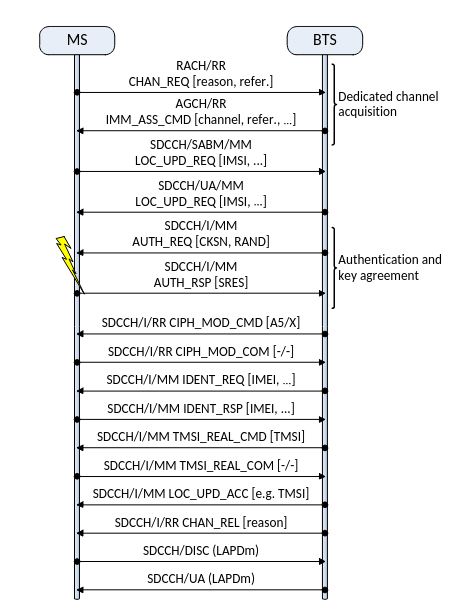 MS
BTS
RACH/RR
CHAN_REQ [reason, refer.]
AGCH/RR
IMM_ASS_CMD [channel, refer., ...]
Dedicated channel
acquisition
SDCCH/SABM/MM
LOC_UPD_REQ [IMSI, ...]
SDCCH/UA/MM
LOC_UPD_REQ [IMSI, ...]
SDCCH/I/MM
AUTH_REQ [CKSN, RAND]
SDCCH/I/MM
AUTH_RSP [SRES]
Authentication and
key agreement
SDCCH/I/RR CIPH_MOD_CMD [A5/X]
SDCCH/I/RR CIPH_MOD_COM [-/-]
SDCCH/I/MM IDENT_REQ [IMEI, ...]
SDCCH/I/MM IDENT_RSP [IMEI, ...]
SDCCH/I/MM TMSI_REAL_CMD [TMSI]
SDCCH/I/MM TMSI_REAL_COM [-/-]
SDCCH/I/MM LOC_UPD_ACC [e.g. TMSI]
SDCCH/I/RR CHAN_REL [reason]
SDCCH/DISC (LAPDm)
SDCCH/UA (LAPDm)